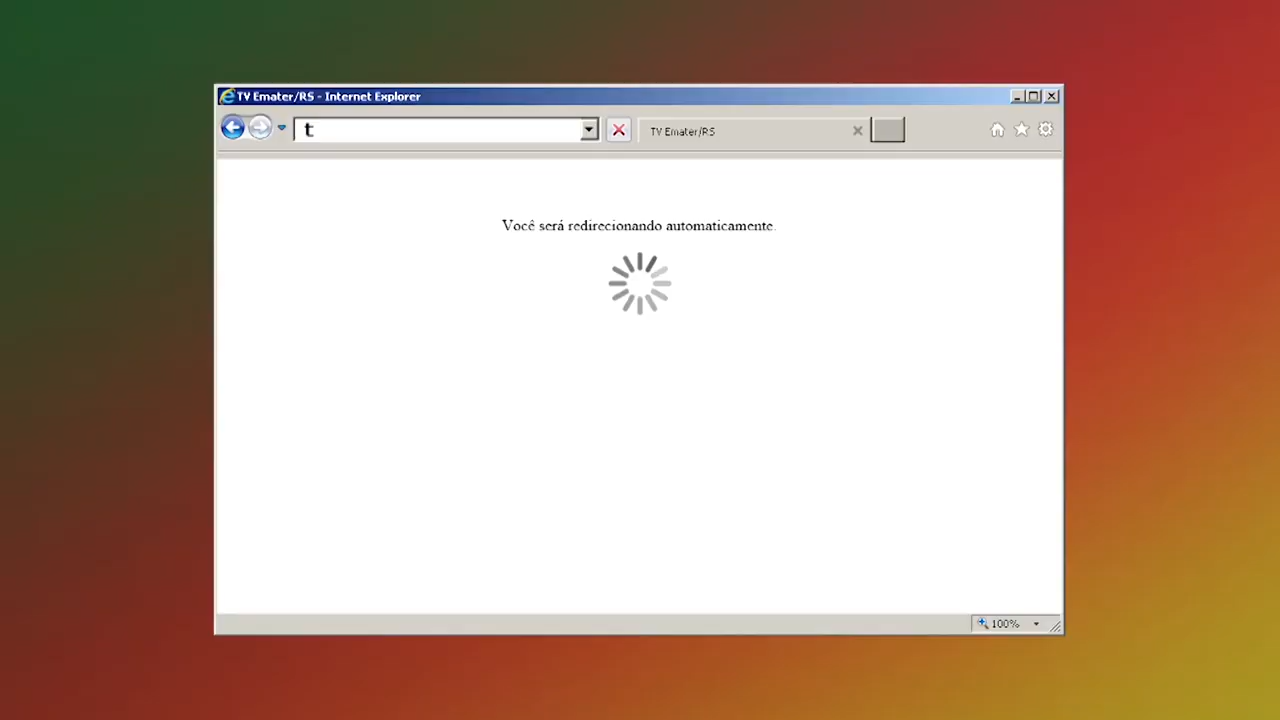 TV Emater/RS - Internet Explorer
t
TV Emater/RS
Você será redirecionando automaticamente.
100%